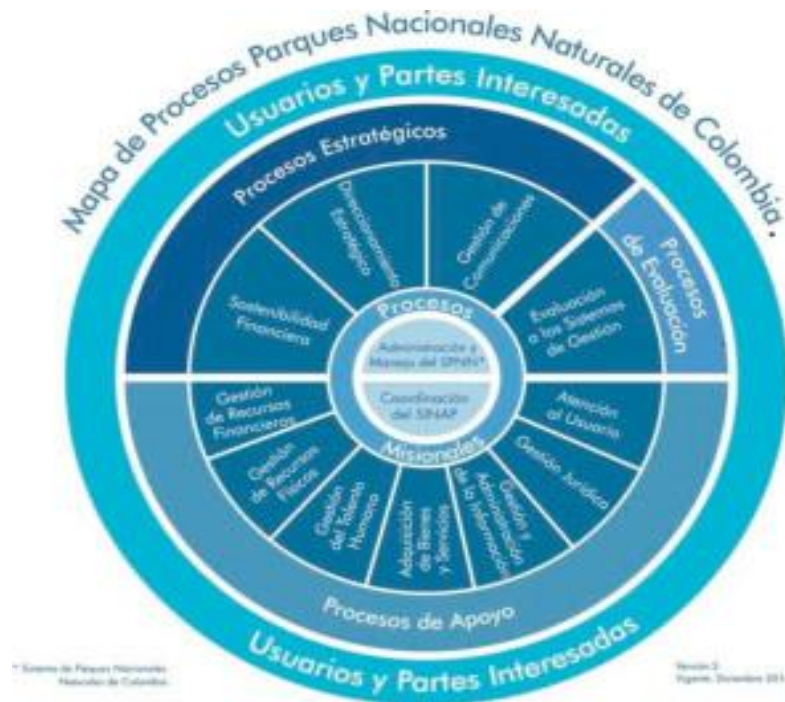 Mapa de Procesos Parques Nacionales Naturales de Colombia.
Usuarios y Partes Interesadas
Procesos Estratégicos
Procesos
de Evaluación
Sostenibilidad
Financiera
Direccionamiento
Estratégico
Gestión de
Comunicaciones
Evaluación
a los Sistemas
de Gestión
Procesos
Administración y
Manejo del SPNN*
Coordinación
del SINAP
Misionales
Gestión
de Recursos
Financieros
Gestión
de Recursos
Físicos
Gestión
del Talento
Humano
Adquisición
de Bienes
y Servicios
Gestión y
Administración
de la Información
Gestión Jurídica
Atención
al Usuario
Procesos de Apoyo
Usuarios y Partes Interesadas
* Sistema de Parques Nacionales
Naturales de Colombia.
Vigente, Diciembre